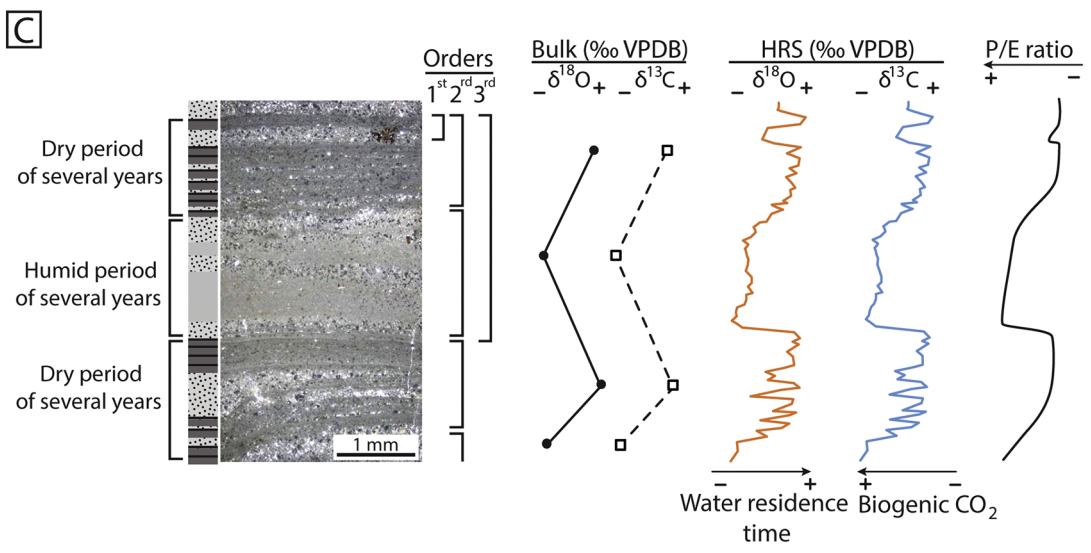 C
Orders
1st 2rd 3rd
Bulk (‰ VPDB)
– δ18O + – δ13C +
HRS (‰ VPDB)
– δ18O + – δ13C +
P/E ratio
+ –
Dry period
of several years
Humid period
of several years
Dry period
of several years
1 mm
– +
Water residence
time
+ –
Biogenic CO2